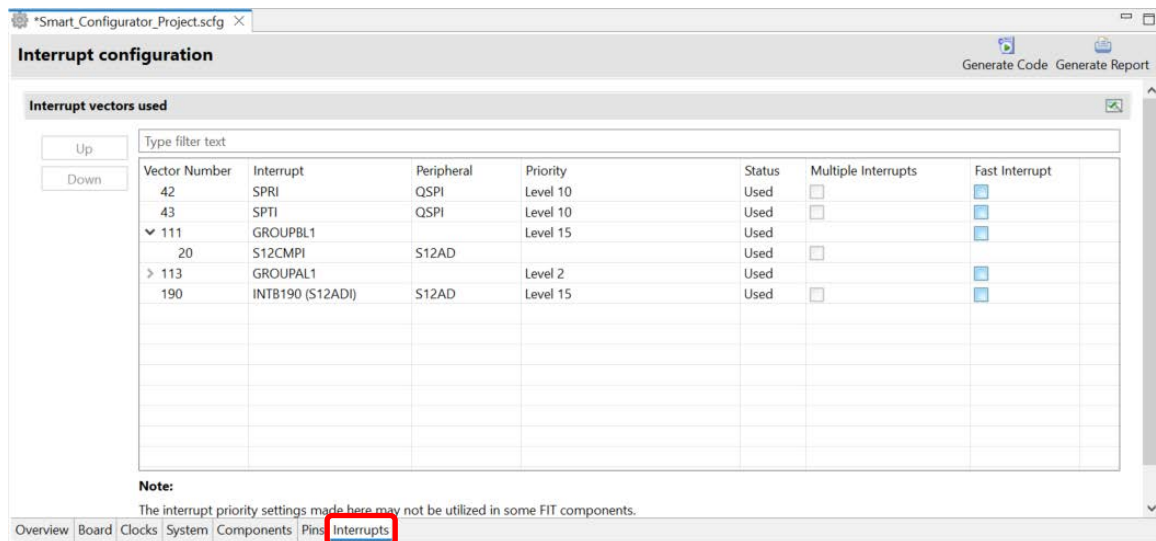 *Smart_Configurator_Project.scfg
Interrupt configuration
Generate Code Generate Report
Interrupt vectors used
Up
Down
Type filter text
Vector Number Interrupt Peripheral Priority Status Multiple Interrupts Fast Interrupt
42 SPRI QSPI Level 10 Used
43 SPTI QSPI Level 10 Used
111 GROUPBL1 Level 15 Used
20 S12CMPI S12AD Used
113 GROUPAL1 Level 2 Used
190 INTB190 (S12ADI) S12AD Level 15 Used
Note:
The interrupt priority settings made here may not be utilized in some FIT components.
Overview Board Clocks System Components Pins Interrupts